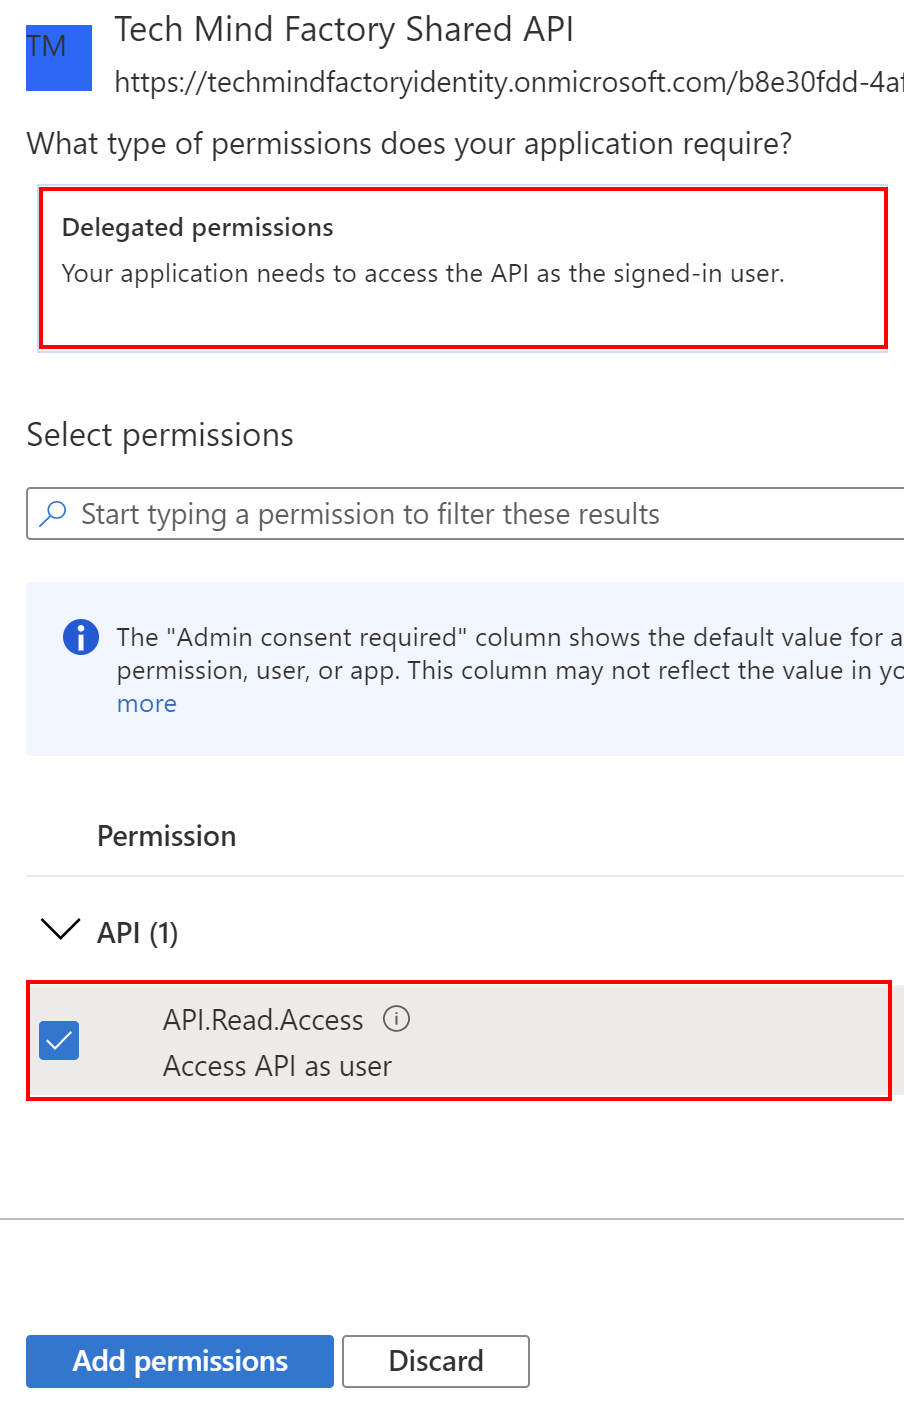 TM
Tech Mind Factory Shared API
https://techmindfactoryidentity.onmicrosoft.com/b8e30fdd-4af
What type of permissions does your application require?
Delegated permissions
Your application needs to access the API as the signed-in user.
Select permissions
Start typing a permission to filter these results
The "Admin consent required" column shows the default value for a
permission, user, or app. This column may not reflect the value in yo
more
Permission
API (1)
API.Read.Access
Access API as user
Add permissions
Discard